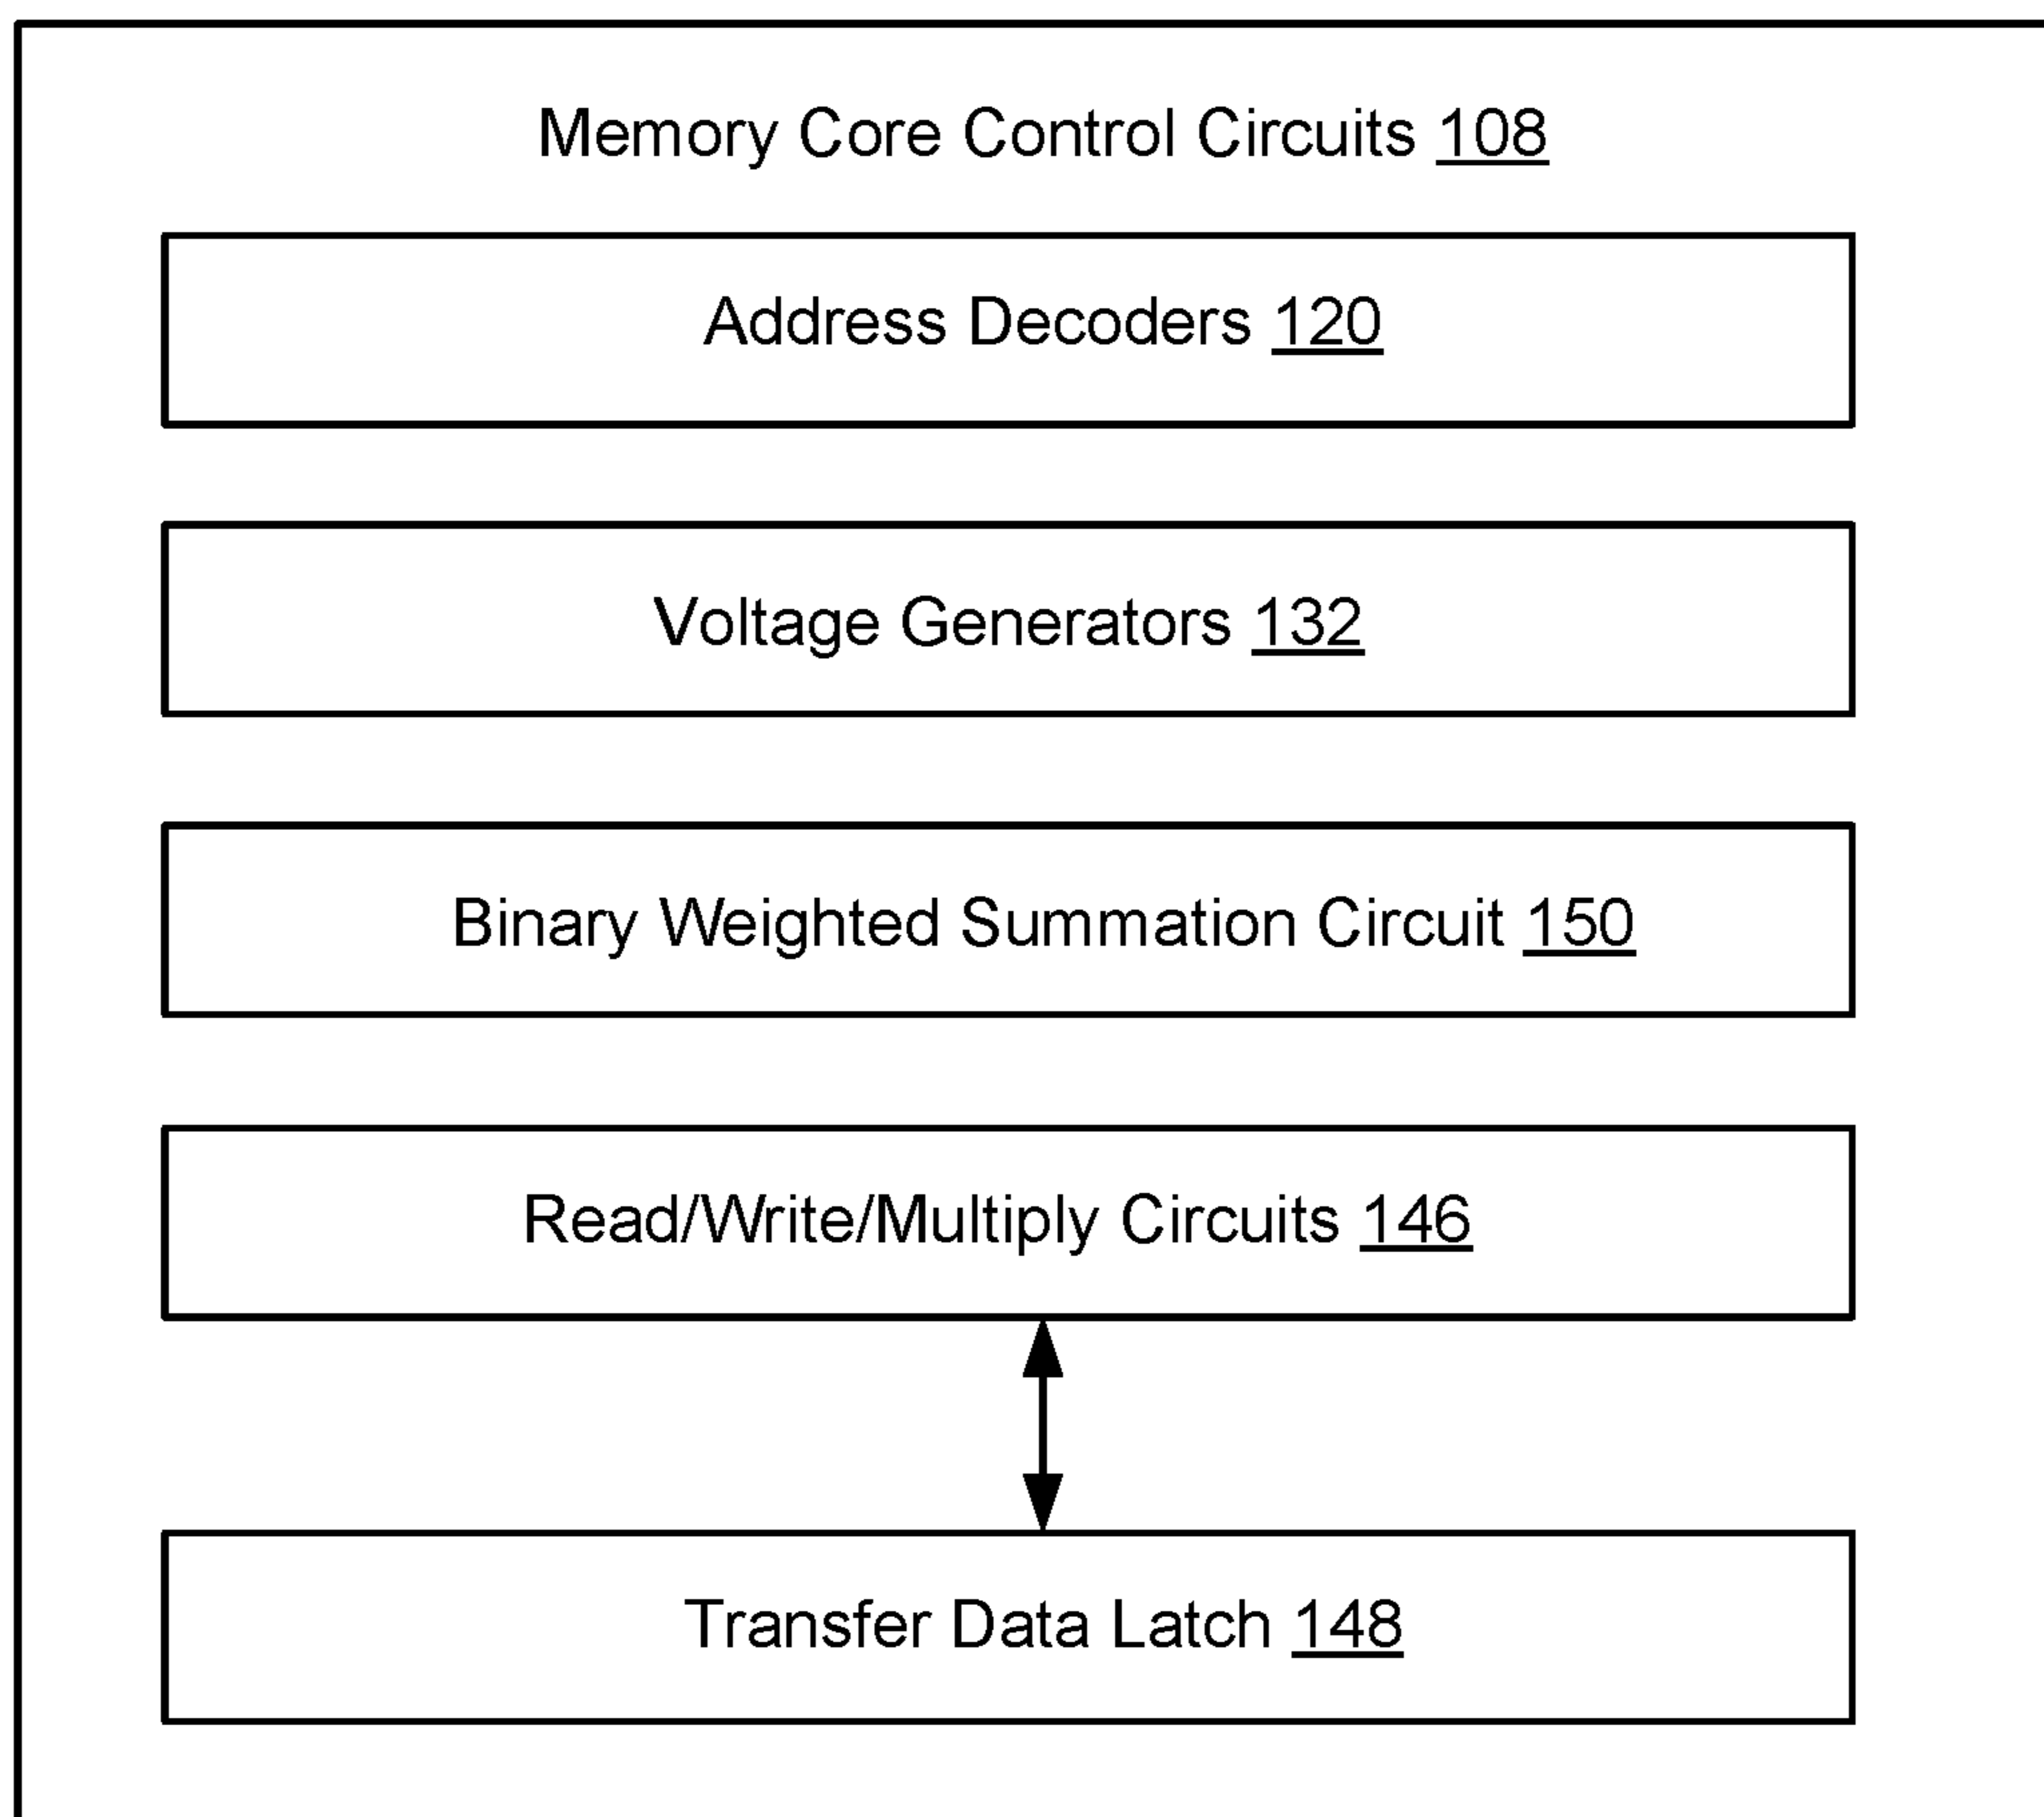 Memory Core Control Circuits 108
Address Decoders 120
Voltage Generators 132
Binary Weighted Summation Circuit 150
Read/Write/Multiply Circuits 146
Transfer Data Latch 148